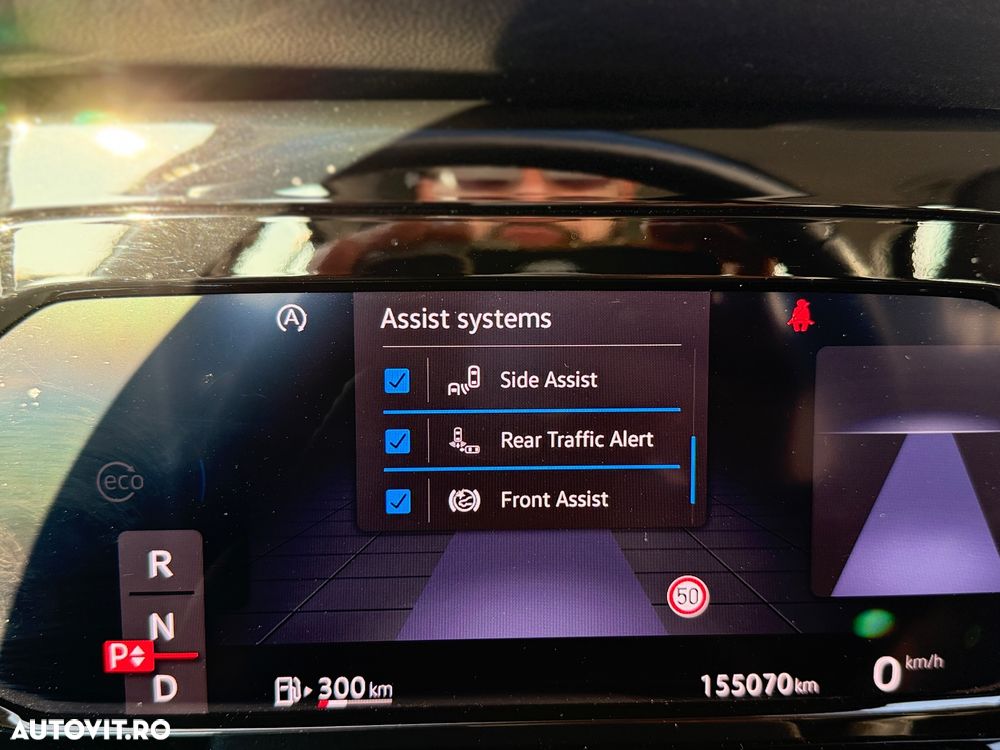 A
Assist systems
Side Assist
Rear Traffic Alert
Front Assist
eco
R
N
P
D
50
300 km
155070 km
0 km/h
AUTOVIT.RO